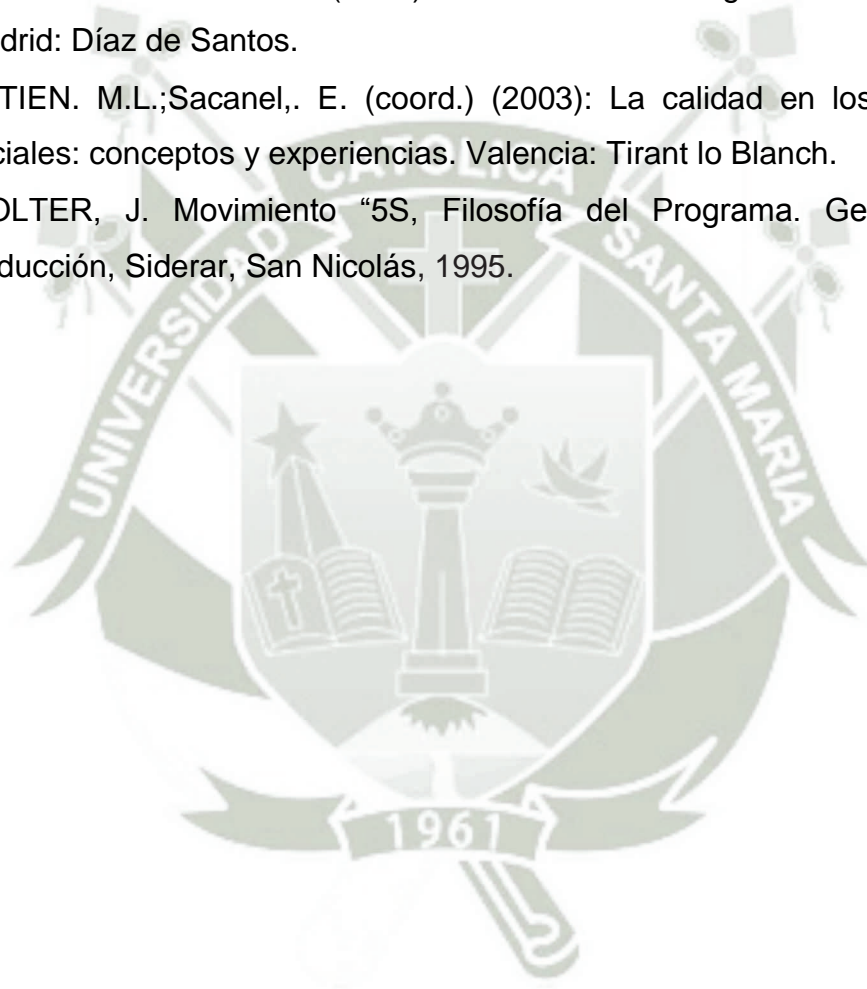 drid: Díaz de Santos.
TIEN. M.L.;Sacanel,. E. (coord.) (2003): La calidad en los
ciales: conceptos y experiencias. Valencia: Tirant lo Blanch.
OLTER, J. Movimiento “5S, Filosofía del Programa. Ge
ducción, Siderar, San Nicolás, 1995.
UNIVERSIDAD CATOLICA SANTA MARIA
1961